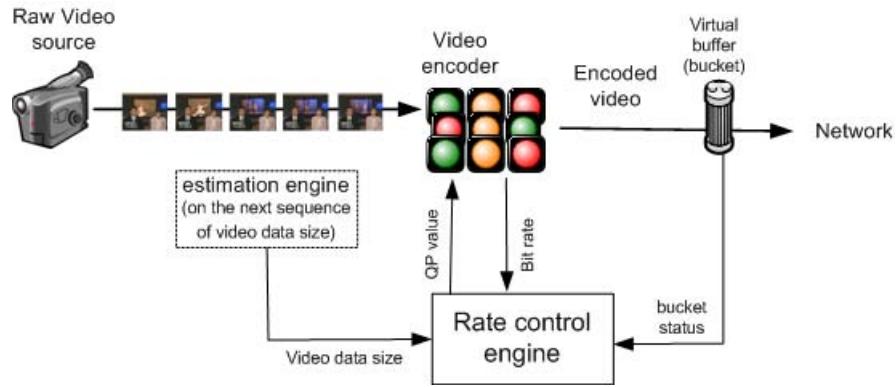 Raw Video
source
Video
encoder
Encoded
video
Virtual
buffer
(bucket)
Network
estimation engine
(on the next sequence
of video data size)
QP value
Bit rate
bucket
status
Video data size
Rate control
engine